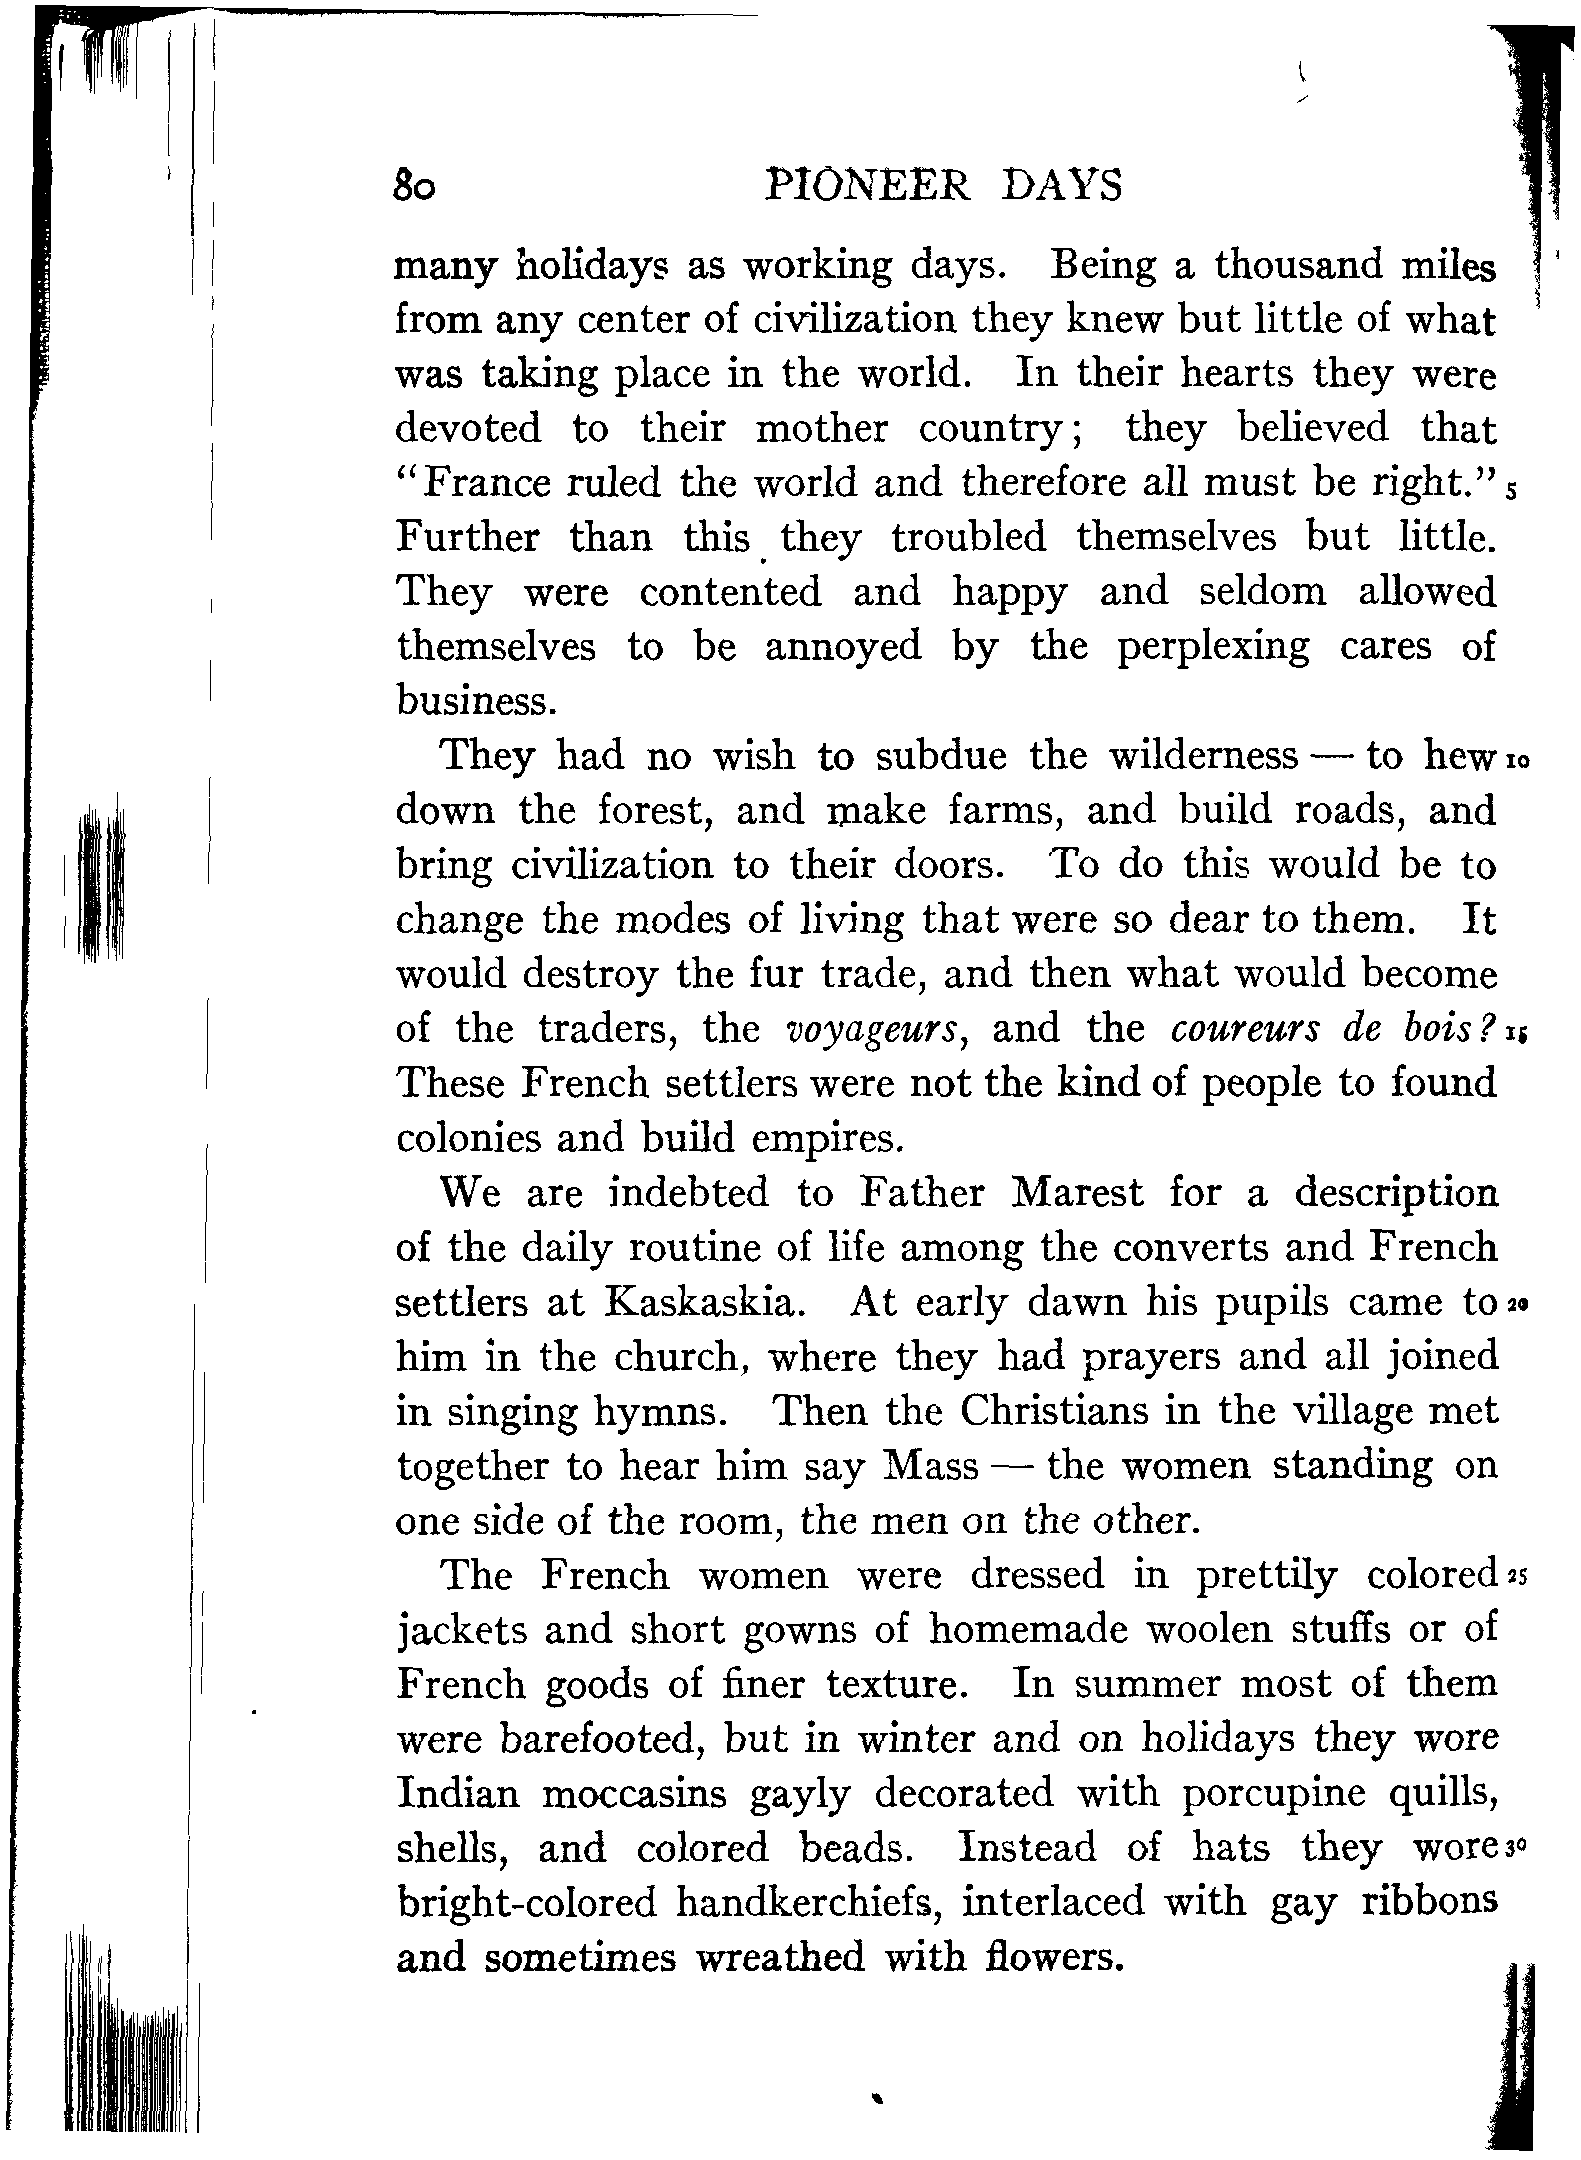 80 PIONEER DAYS
many holidays as working days. Being a thousand miles
from any center of civilization they knew but little of what
was taking place in the world. In their hearts they were
devoted to their mother country; they believed that
“France ruled the world and therefore all must be right.” 5
Further than this they troubled themselves but little.
They were contented and happy and seldom allowed
themselves to be annoyed by the perplexing cares of
business.
They had no wish to subdue the wilderness — to hew 10
down the forest, and make farms, and build roads, and
bring civilization to their doors. To do this would be to
change the modes of living that were so dear to them. It
would destroy the fur trade, and then what would become
of the traders, the voyageurs, and the coureurs de bois? 15
These French settlers were not the kind of people to found
colonies and build empires.
We are indebted to Father Marest for a description
of the daily routine of life among the converts and French
settlers at Kaskaskia. At early dawn his pupils came to 20
him in the church, where they had prayers and all joined
in singing hymns. Then the Christians in the village met
together to hear him say Mass — the women standing on
one side of the room, the men on the other.
The French women were dressed in prettily colored 25
jackets and short gowns of homemade woolen stuffs or of
French goods of finer texture. In summer most of them
were barefooted, but in winter and on holidays they wore
Indian moccasins gayly decorated with porcupine quills,
shells, and colored beads. Instead of hats they wore 30
bright-colored handkerchiefs, interlaced with gay ribbons
and sometimes wreathed with flowers.